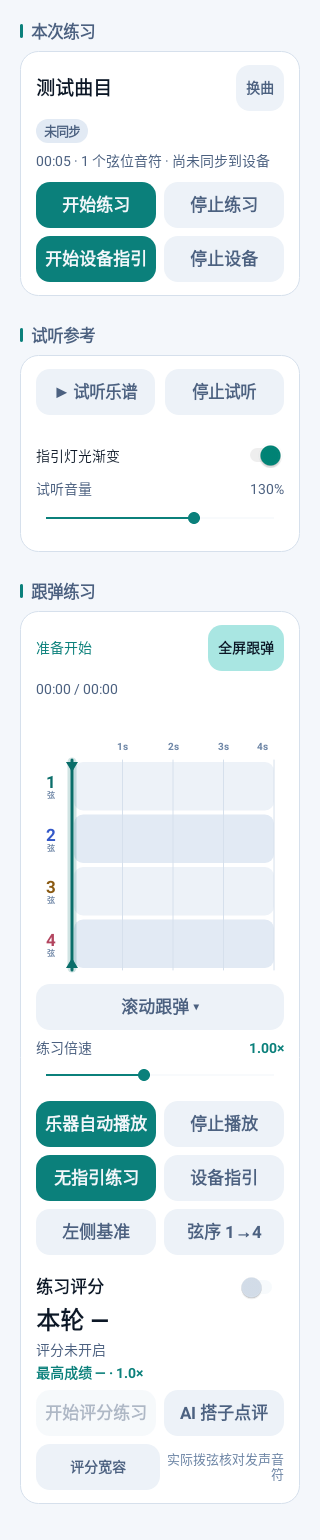 本次练习
测试曲目
换曲
未同步
00:05 · 1 个弦位音符 · 尚未同步到设备
开始练习
停止练习
开始设备指引
停止设备
试听参考
► 试听乐谱
停止试听
指引灯光渐变
试听音量
130%
跟弹练习
准备开始
全屏跟弹
00:00 / 00:00
1s 2s 3s 4s
1
弦
2
弦
3
弦
4
弦
滚动跟弹 ▾
练习倍速
1.00×
乐器自动播放
停止播放
无指引练习
设备指引
左侧基准
弦序 1→4
练习评分
本轮 —
评分未开启
最高成绩 — · 1.0×
开始评分练习
AI 搭子点评
评分宽容
实际拨弦核对发声音
符